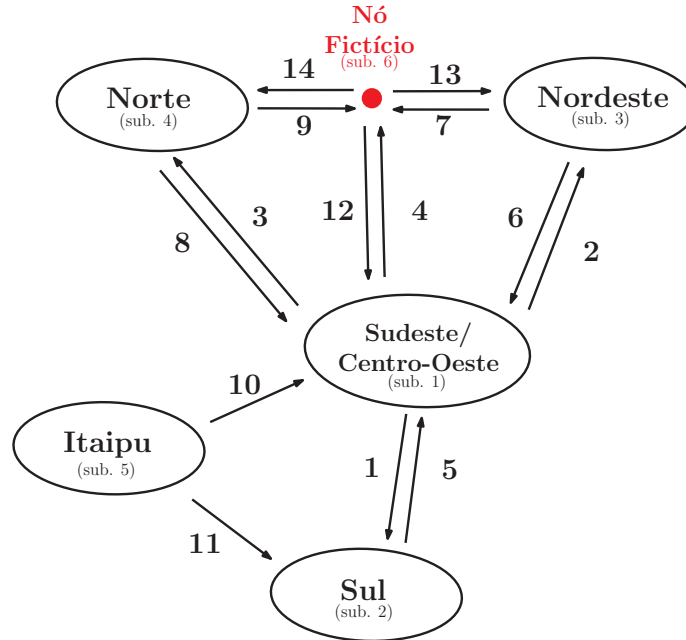 Nó
Fictício
(sub. 6)
14
13
Norte
(sub. 4)
Nordeste
(sub. 3)
9
7
3
12
4
6
8
2
Sudeste/
Centro-Oeste
(sub. 1)
10
Itaipu
(sub. 5)
1
5
11
Sul
(sub. 2)